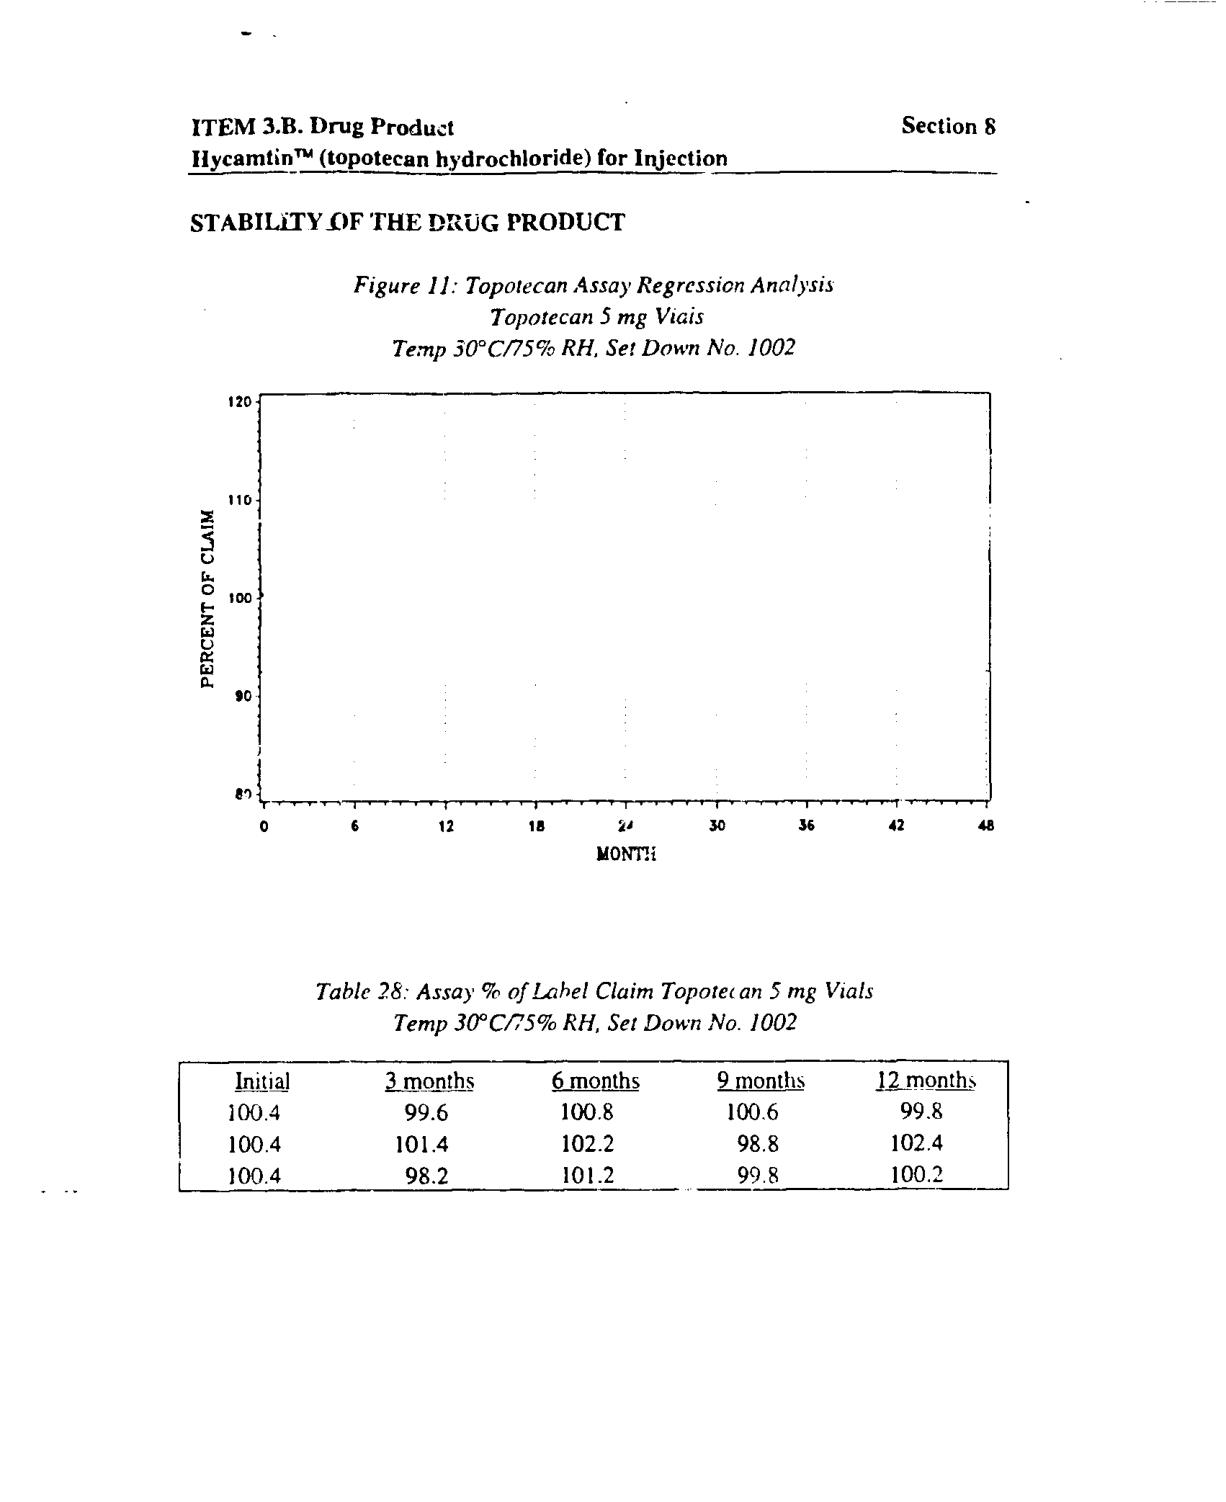 ITEM 3.B. Drug Product Section 8
Hycamtin™ (topotecan hydrochloride) for Injection
STABILITY OF THE DRUG PRODUCT
Figure 11: Topotecan Assay Regression Analysis
Topotecan 5 mg Vials
Temp 30°C/75% RH, Set Down No. 1002
120
110
100
90
80
PERCENT OF CLAIM
0 6 12 18 24 30 36 42 48
MONTH
Table 28: Assay % of Label Claim Topotecan 5 mg Vials
Temp 30°C/75% RH, Set Down No. 1002
Initial 3 months 6 months 9 months 12 months
100.4 99.6 100.8 100.6 99.8
100.4 101.4 102.2 98.8 102.4
100.4 98.2 101.2 99.8 100.2